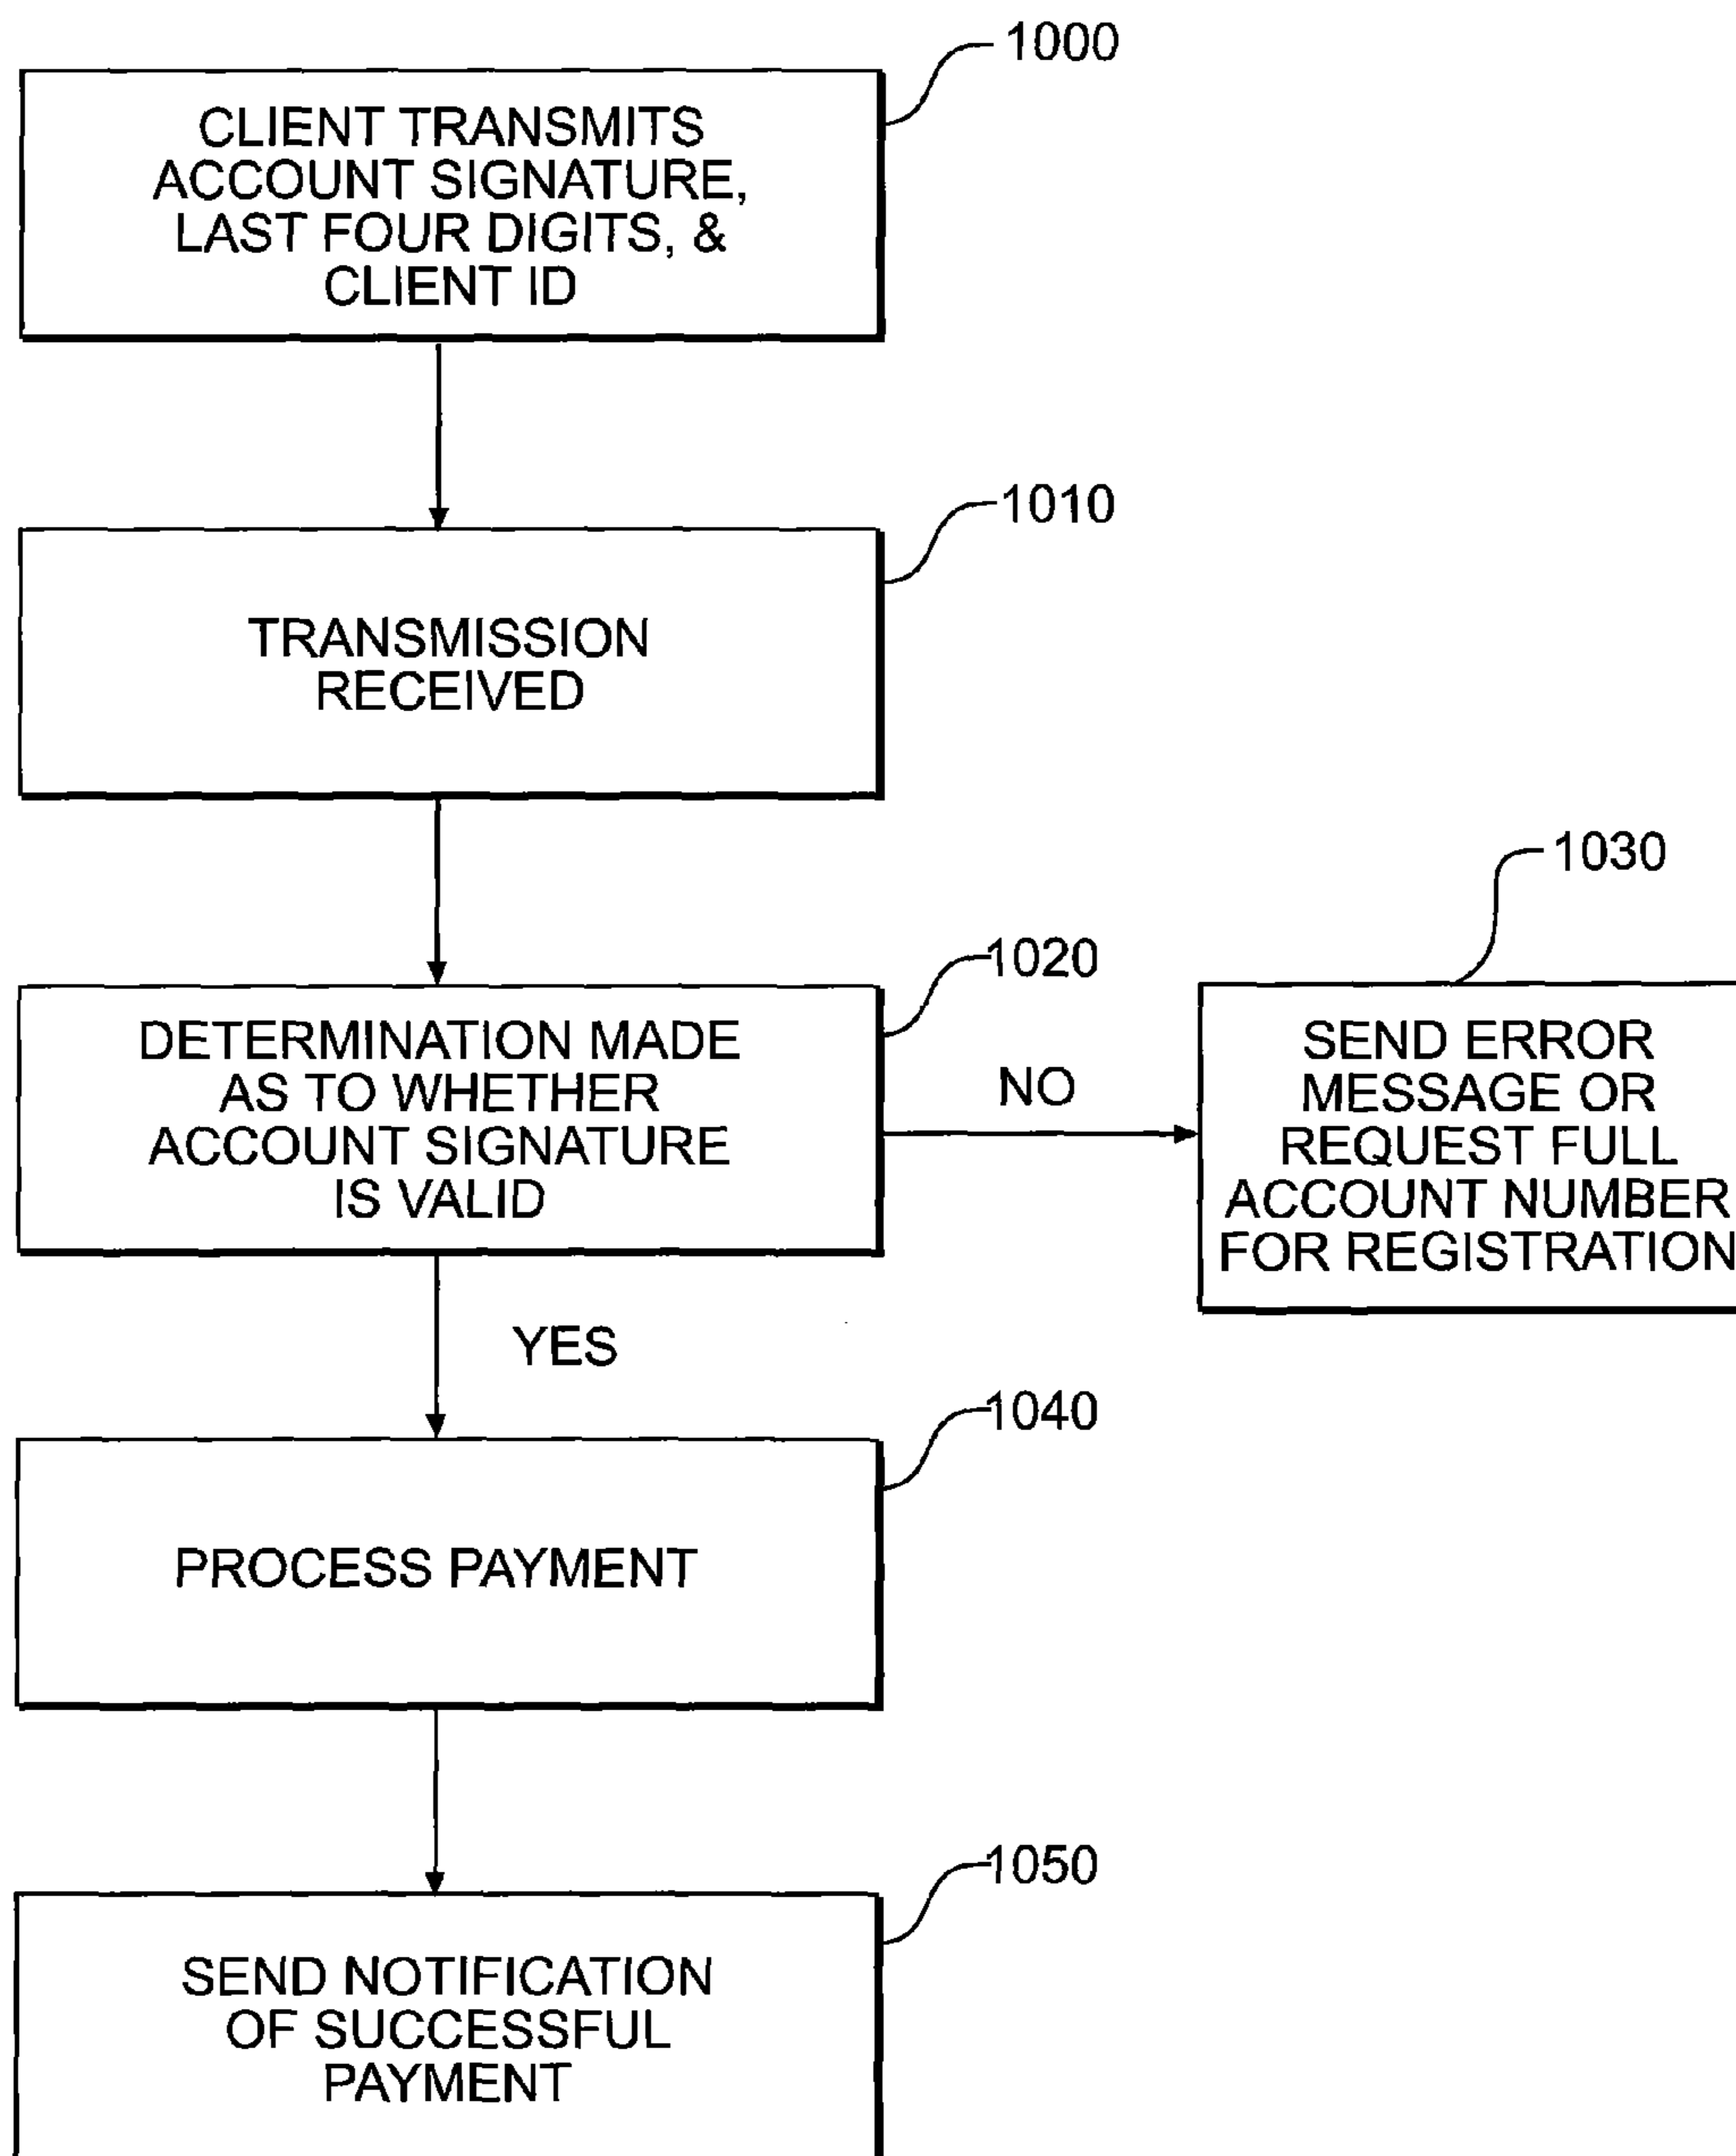 1000
CLIENT TRANSMITS
ACCOUNT SIGNATURE,
LAST FOUR DIGITS, &
CLIENT ID
1010
TRANSMISSION
RECEIVED
1020
DETERMINATION MADE
AS TO WHETHER
ACCOUNT SIGNATURE
IS VALID
NO
1030
SEND ERROR
MESSAGE OR
REQUEST FULL
ACCOUNT NUMBER
FOR REGISTRATION
YES
1040
PROCESS PAYMENT
1050
SEND NOTIFICATION
OF SUCCESSFUL
PAYMENT